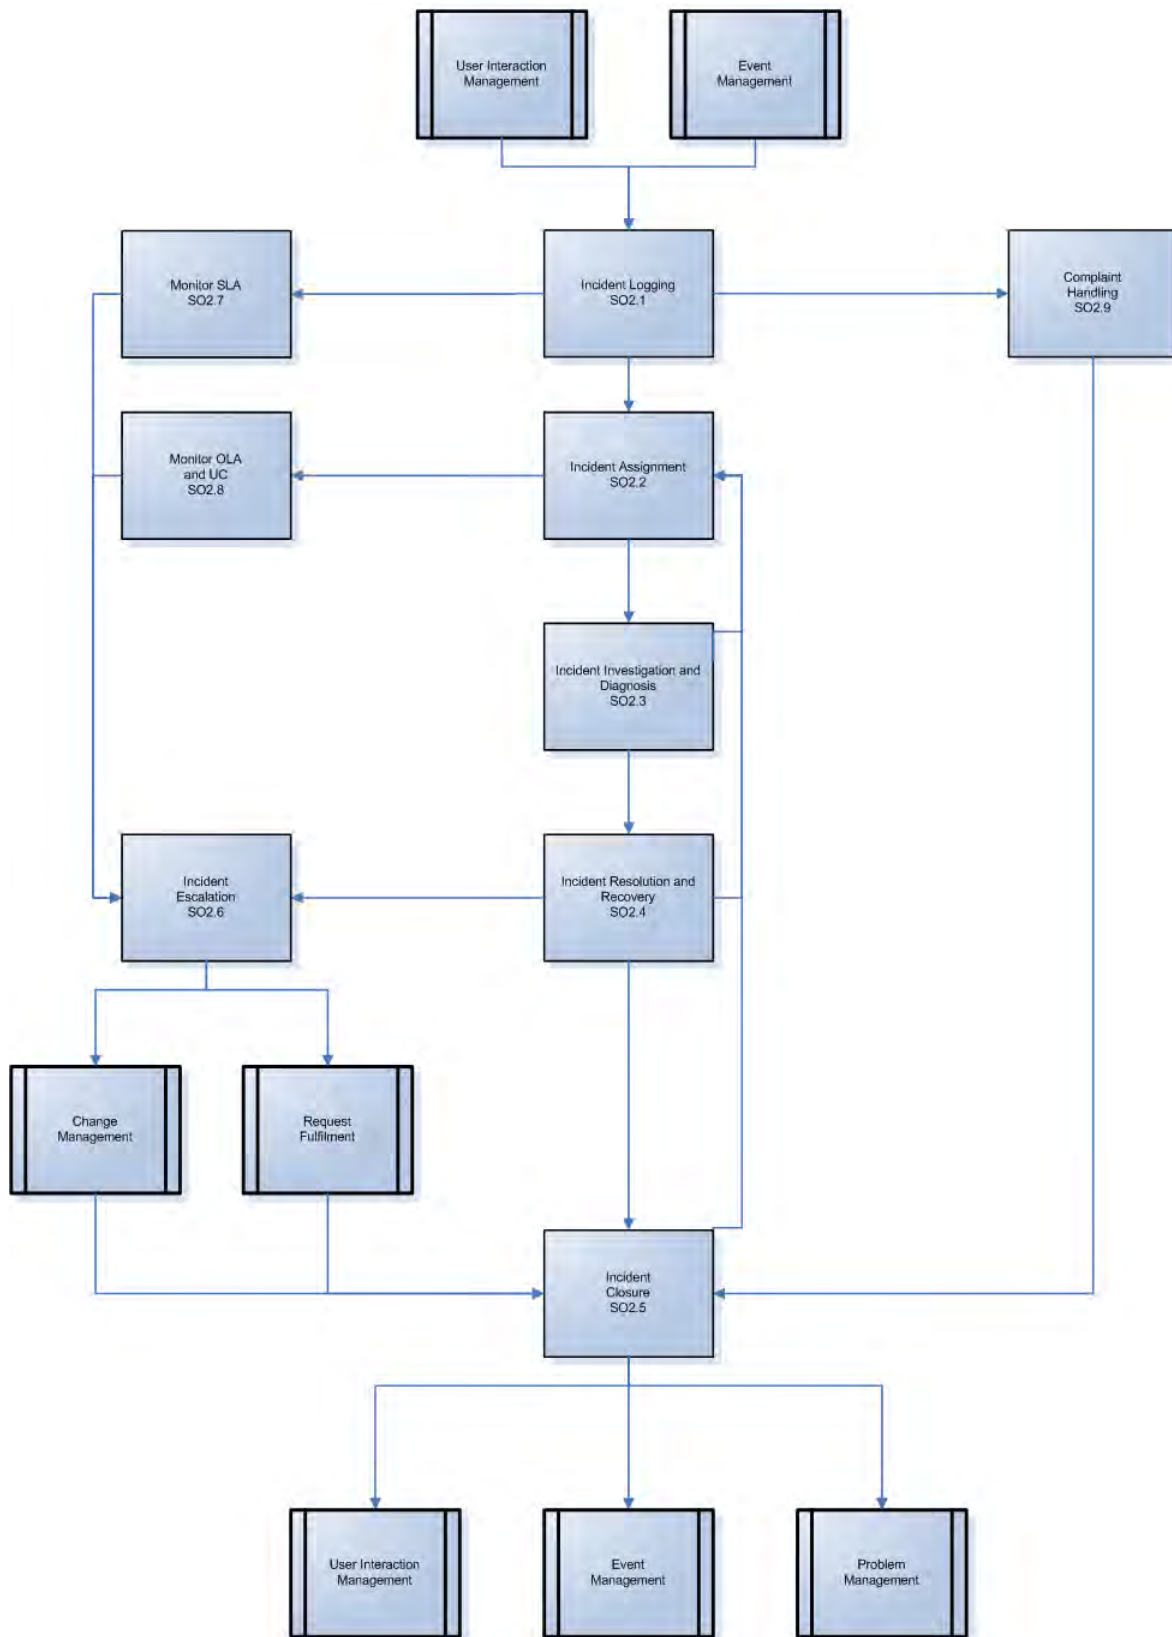 User Interaction
Management
Event
Management
Monitor SLA
SO2.7
Incident Logging
SO2.1
Complaint
Handling
SO2.9
Monitor OLA
and UC
SO2.8
Incident Assignment
SO2.2
Incident Investigation and
Diagnosis
SO2.3
Incident
Escalation
SO2.6
Incident Resolution and
Recovery
SO2.4
Change
Management
Request
Fulfilment
Incident
Closure
SO2.5
User Interaction
Management
Event
Management
Problem
Management